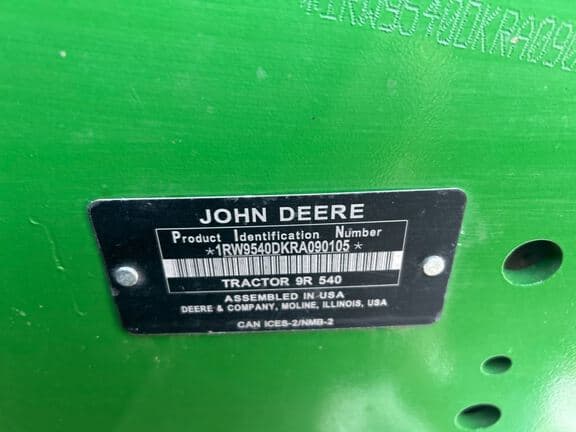 *1RW9540DKRA090
JOHN DEERE
Product Identification Number
*1RW9540DKRA090105*
TRACTOR 9R 540
ASSEMBLED IN USA
DEERE & COMPANY, MOLINE, ILLINOIS, USA
CAN ICES-2/NMB-2